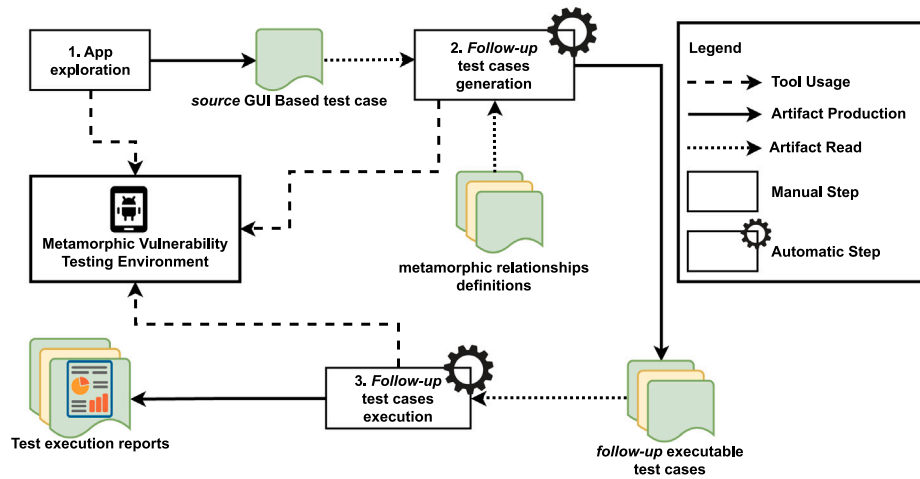 1. App
exploration
source GUI Based test case
2. Follow-up
test cases
generation
Legend
Tool Usage
Artifact Production
Artifact Read
Manual Step
Automatic Step
Metamorphic Vulnerability
Testing Environment
metamorphic relationships
definitions
Test execution reports
3. Follow-up
test cases
execution
follow-up executable
test cases